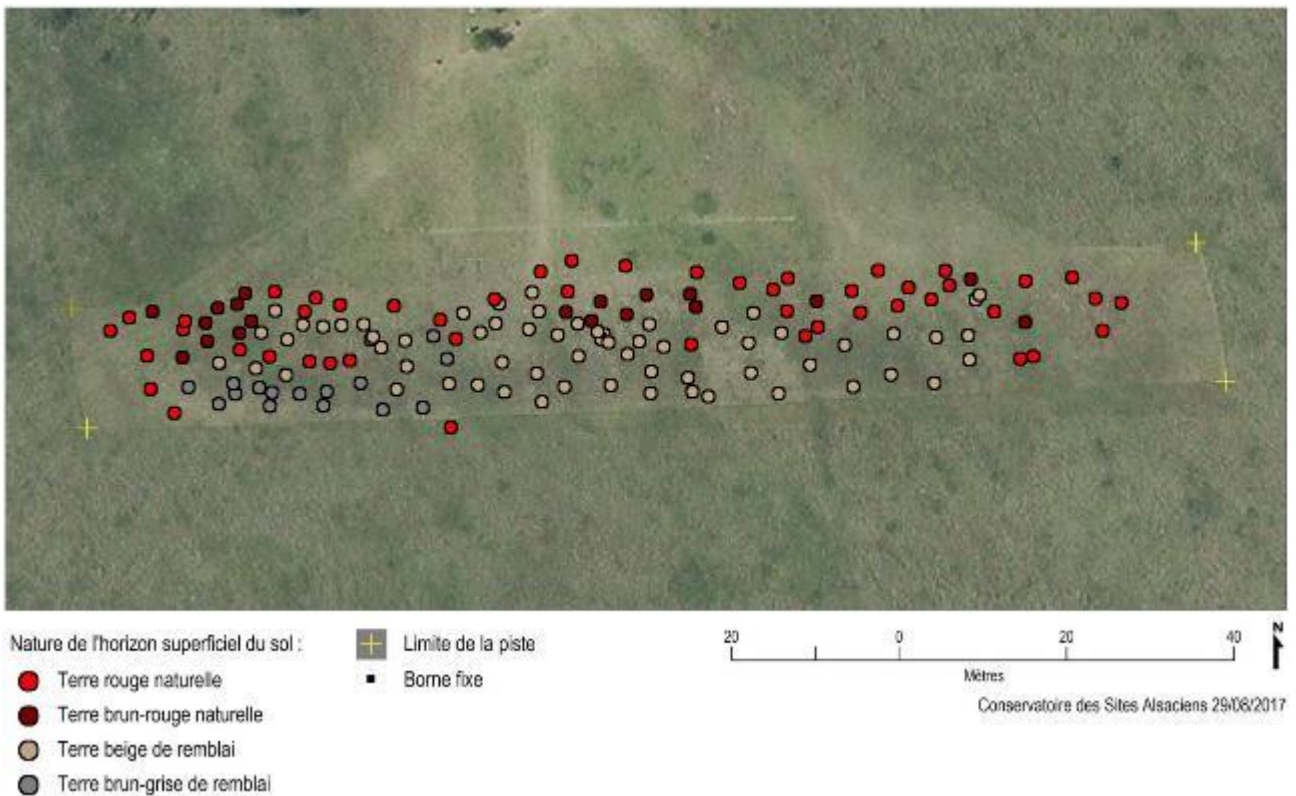 Nature de l'horizon superficiel du sol :
Terre rouge naturelle
Terre brun-rouge naturelle
Terre beige de remblai
Terre brun-grise de remblai
Limite de la piste
Borne fixe
20 0 20 40
Mètres
N
Conservatoire des Sites Alsaciens 29/08/2017